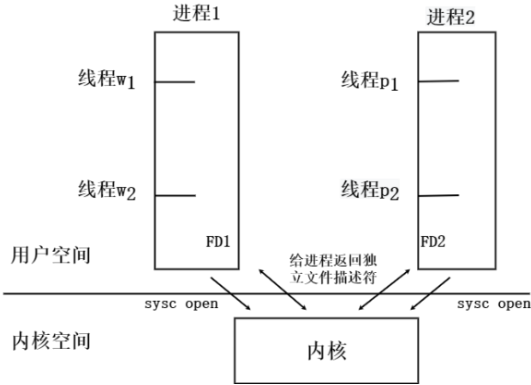 进程1
进程2
线程w1
线程p1
线程w2
线程p2
FD1
FD2
用户空间
给进程返回独
立文件描述符
sysc open
sysc open
内核空间
内核